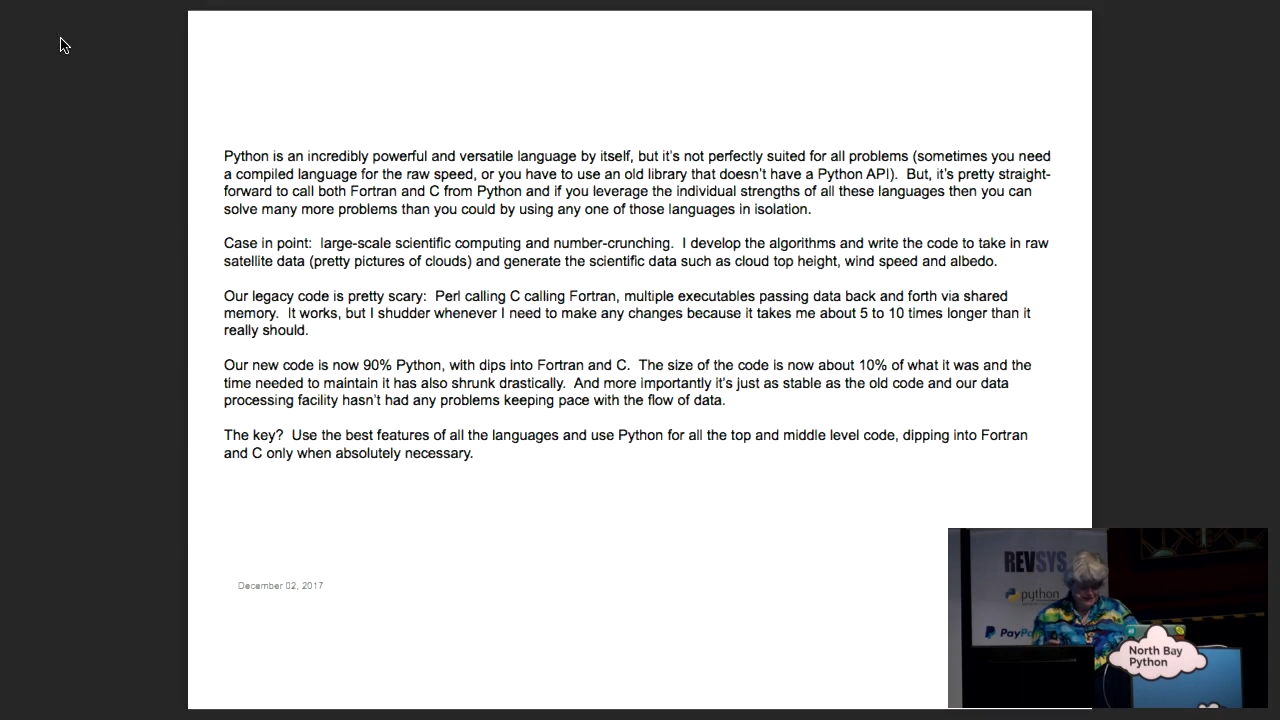 Python is an incredibly powerful and versatile language by itself, but it's not perfectly suited for all problems (sometimes you need
a compiled language for the raw speed, or you have to use an old library that doesn't have a Python API).  But, it's pretty straight-
forward to call both Fortran and C from Python and if you leverage the individual strengths of all these languages then you can
solve many more problems than you could by using any one of those languages in isolation.
Case in point:  large-scale scientific computing and number-crunching.  I develop the algorithms and write the code to take in raw
satellite data (pretty pictures of clouds) and generate the scientific data such as cloud top height, wind speed and albedo.
Our legacy code is pretty scary:  Perl calling C calling Fortran, multiple executables passing data back and forth via shared
memory.  It works, but I shudder whenever I need to make any changes because it takes me about 5 to 10 times longer than it
really should.
Our new code is now 90% Python, with dips into Fortran and C.  The size of the code is now about 10% of what it was and the
time needed to maintain it has also shrunk drastically.  And more importantly it's just as stable as the old code and our data
processing facility hasn't had any problems keeping pace with the flow of data.
The key?  Use the best features of all the languages and use Python for all the top and middle level code, dipping into Fortran
and C only when absolutely necessary.
December 02, 2017
REVSYS
python
PayPal
North Bay
Python